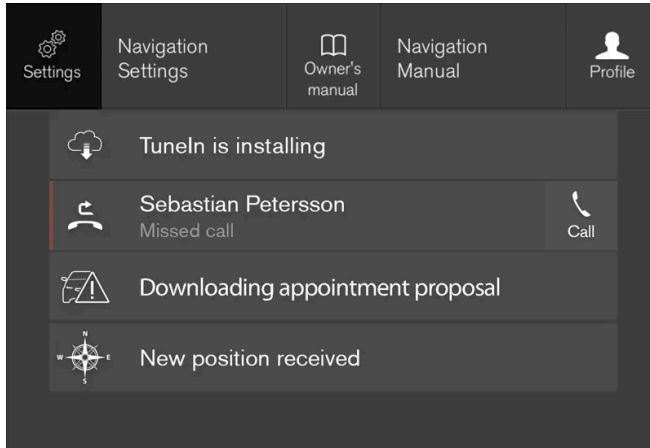 Settings
Navigation
Settings
Owner's
manual
Navigation
Manual
Profile
TuneIn is installing
Sebastian Petersson
Missed call
Call
Downloading appointment proposal
New position received
N
W
E
S